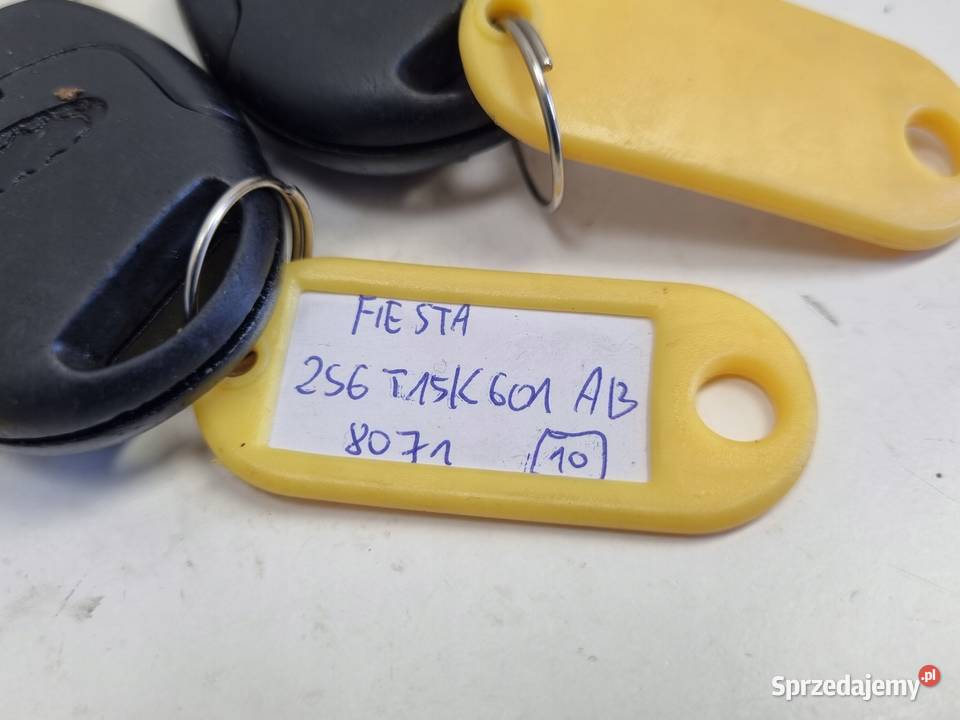 FIESTA
2S6T15K601 AB
8071 10
Sprzedajemy.pl